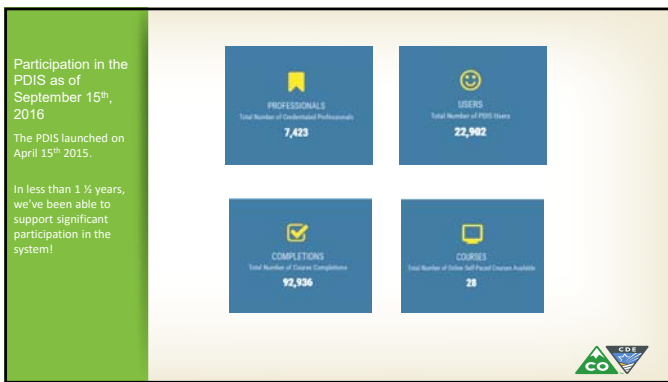 Participation in the
PDIS as of
September 15th,
2016
The PDIS launched on
April 15th 2015.
In less than 1 ½ years,
we've been able to
support significant
participation in the
system!
PROFESSIONALS
Total Number of Credentialed Professionals
7,423
USERS
Total Number of PDIS Users
22,902
COMPLETIONS
Total Number of Course Completions
92,936
COURSES
Total Number of Online Self-Paced Courses Available
28
CO
CDE